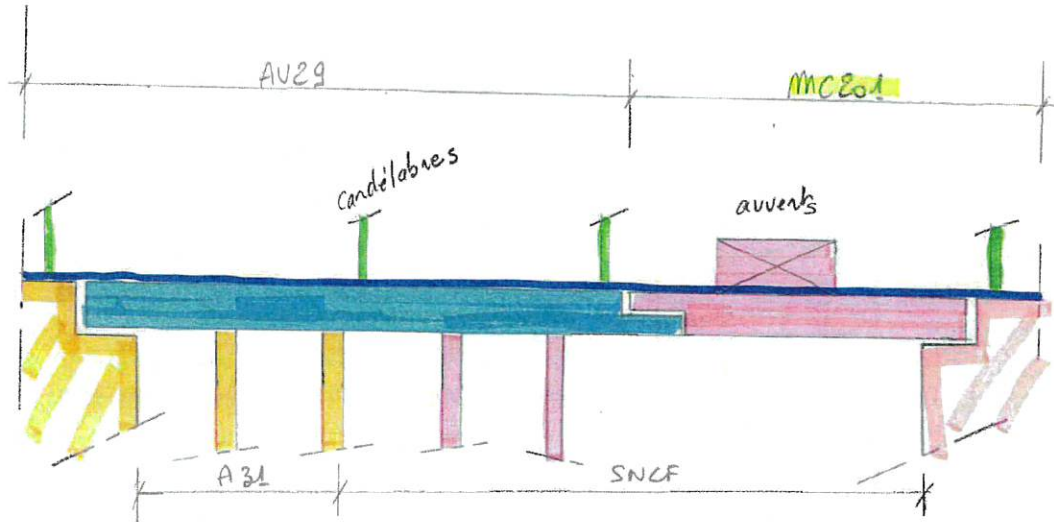 AV29
MC201
candélabres
auvents
A31
SNCF